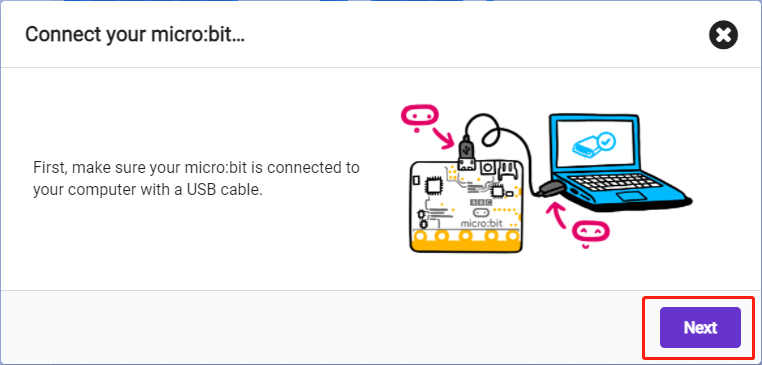 Connect your micro:bit...
First, make sure your micro:bit is connected to
your computer with a USB cable.
BBC
micro:bit
Next